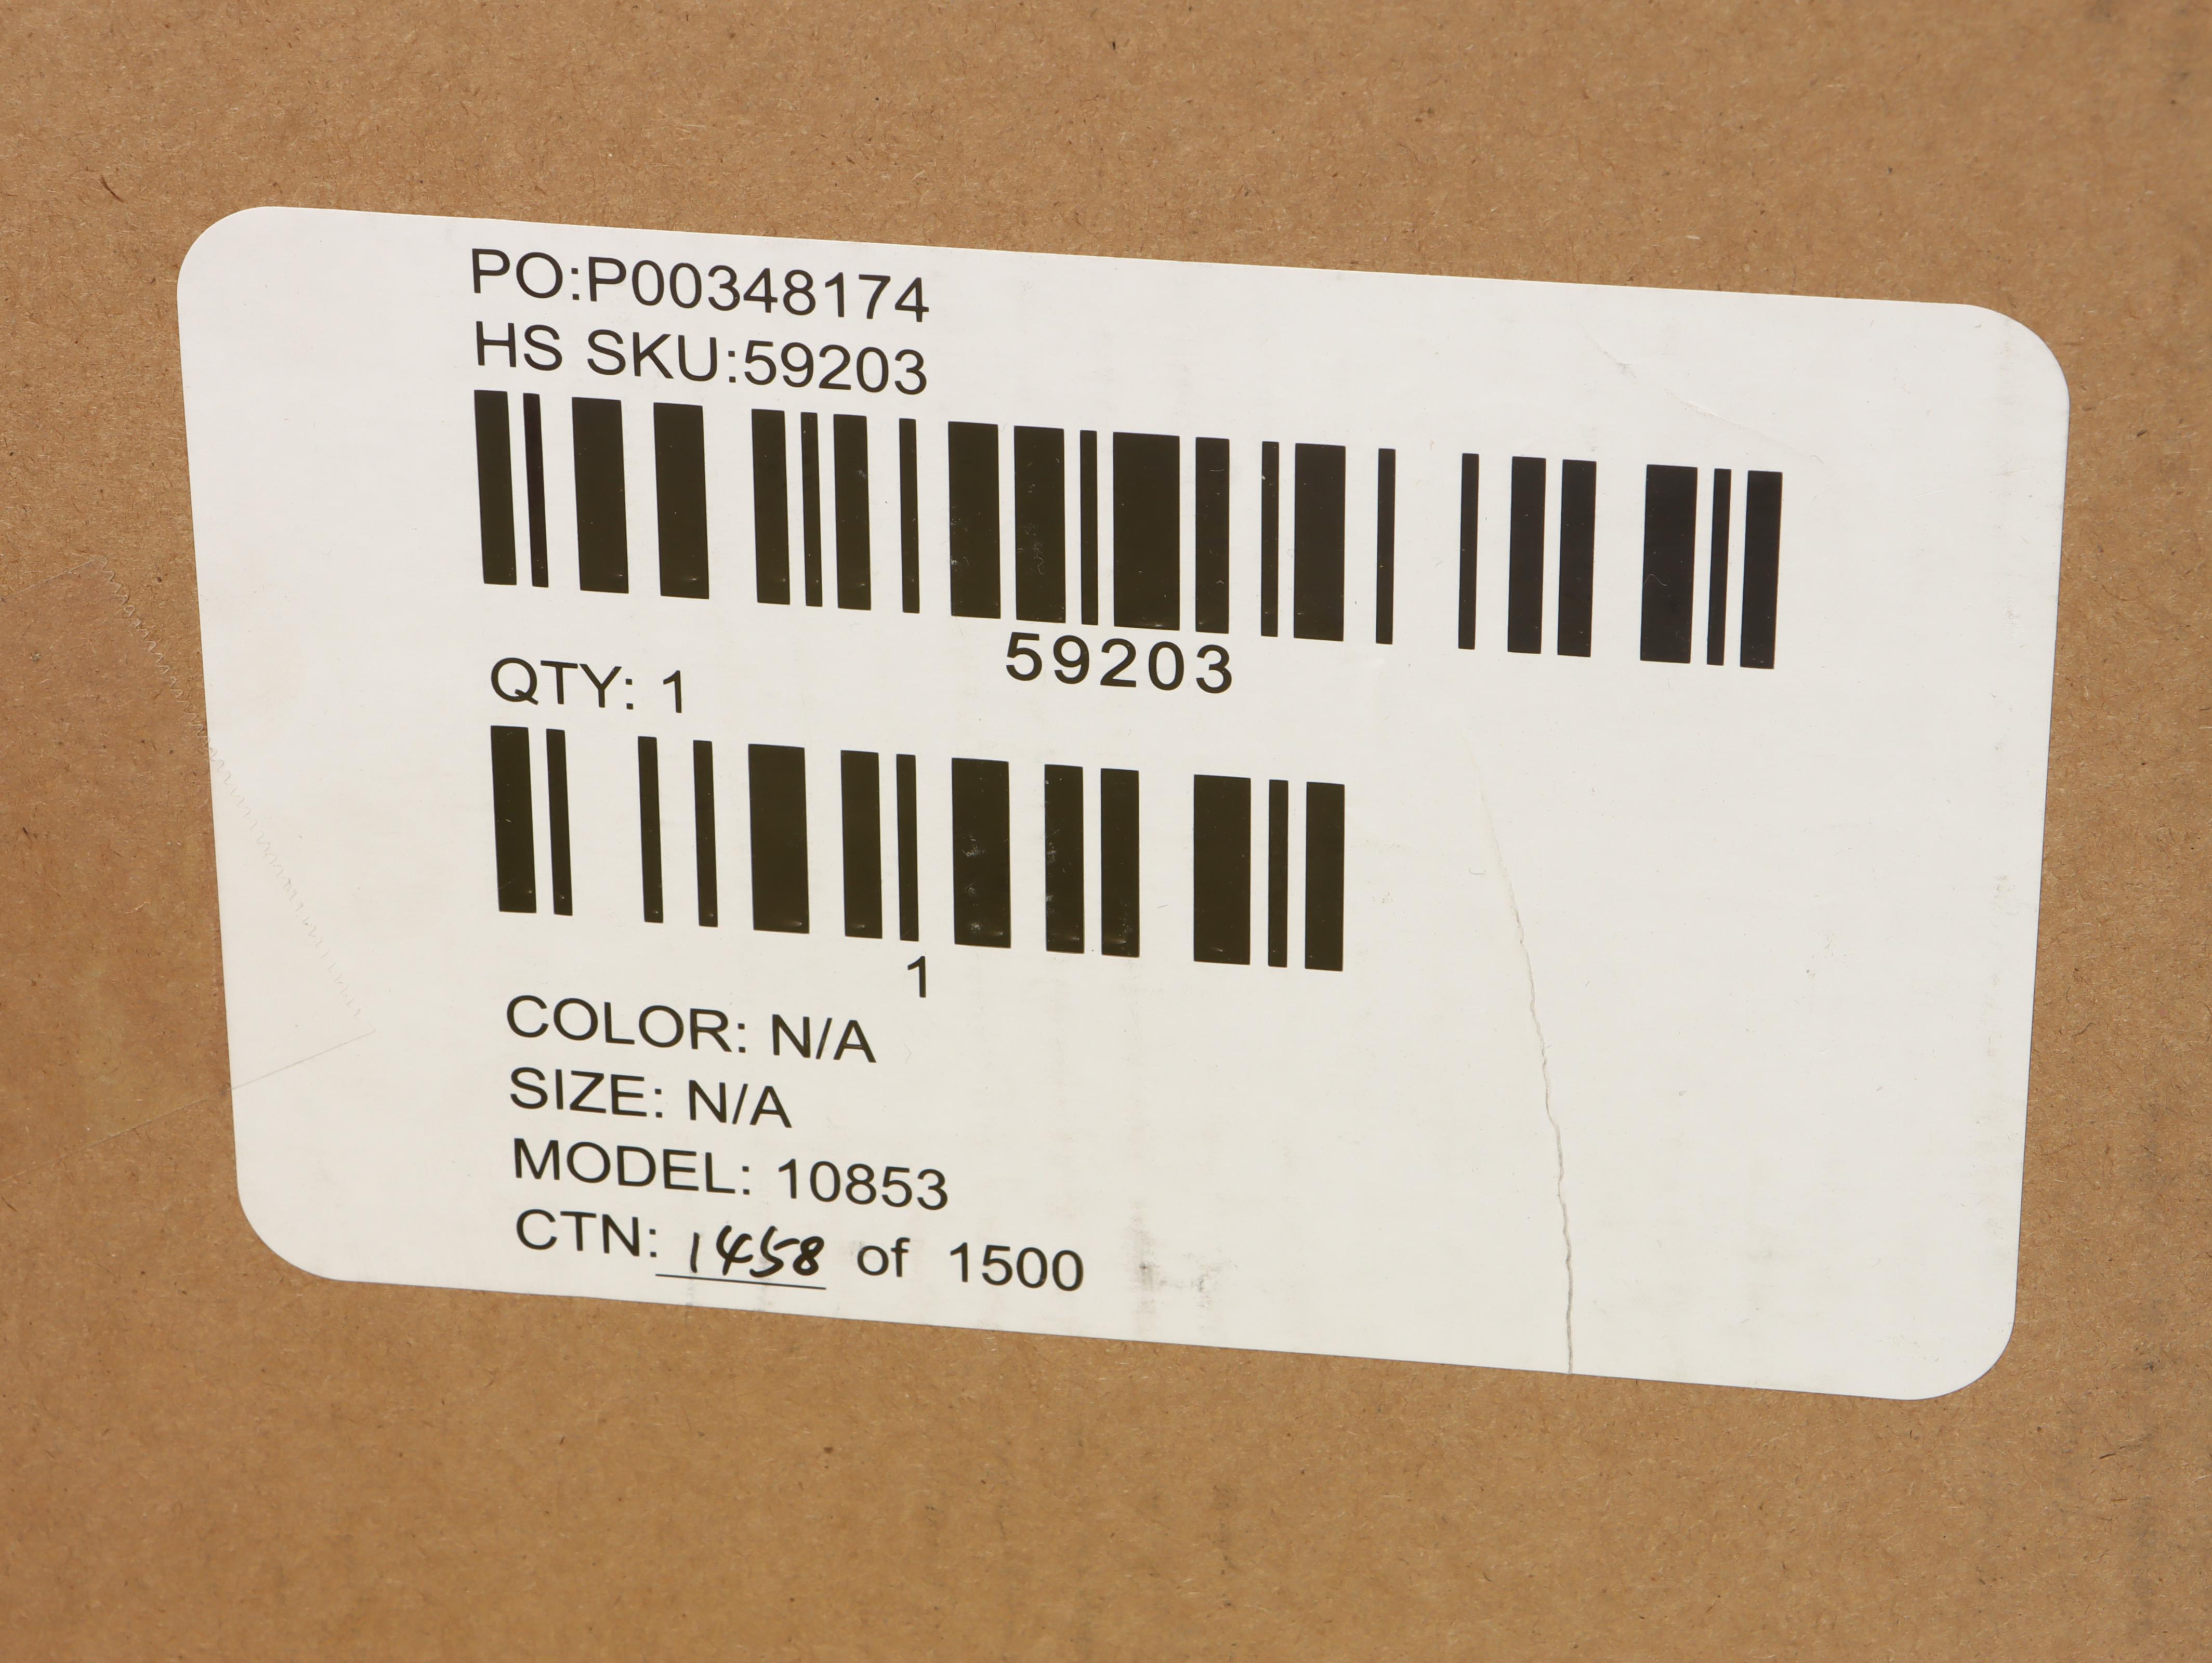 PO:P00348174
HS SKU:59203
59203
QTY: 1
1
COLOR: N/A
SIZE: N/A
MODEL: 10853
CTN: 1458 of 1500